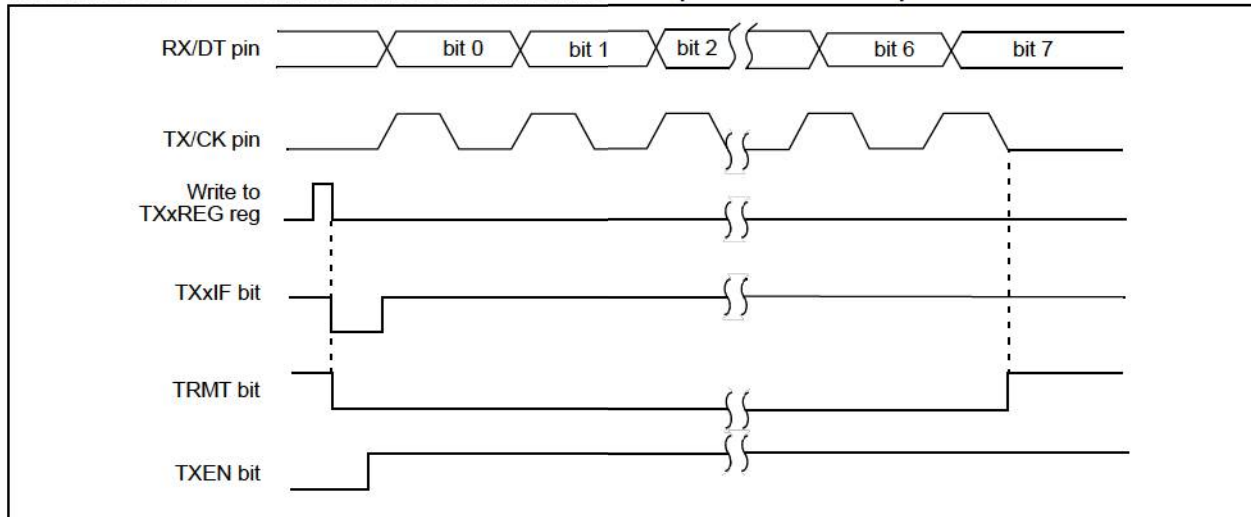 RX/DT pin
bit 0 bit 1 bit 2 bit 6 bit 7
TX/CK pin
Write to
TXxREG reg
TXxIF bit
TRMT bit
TXEN bit